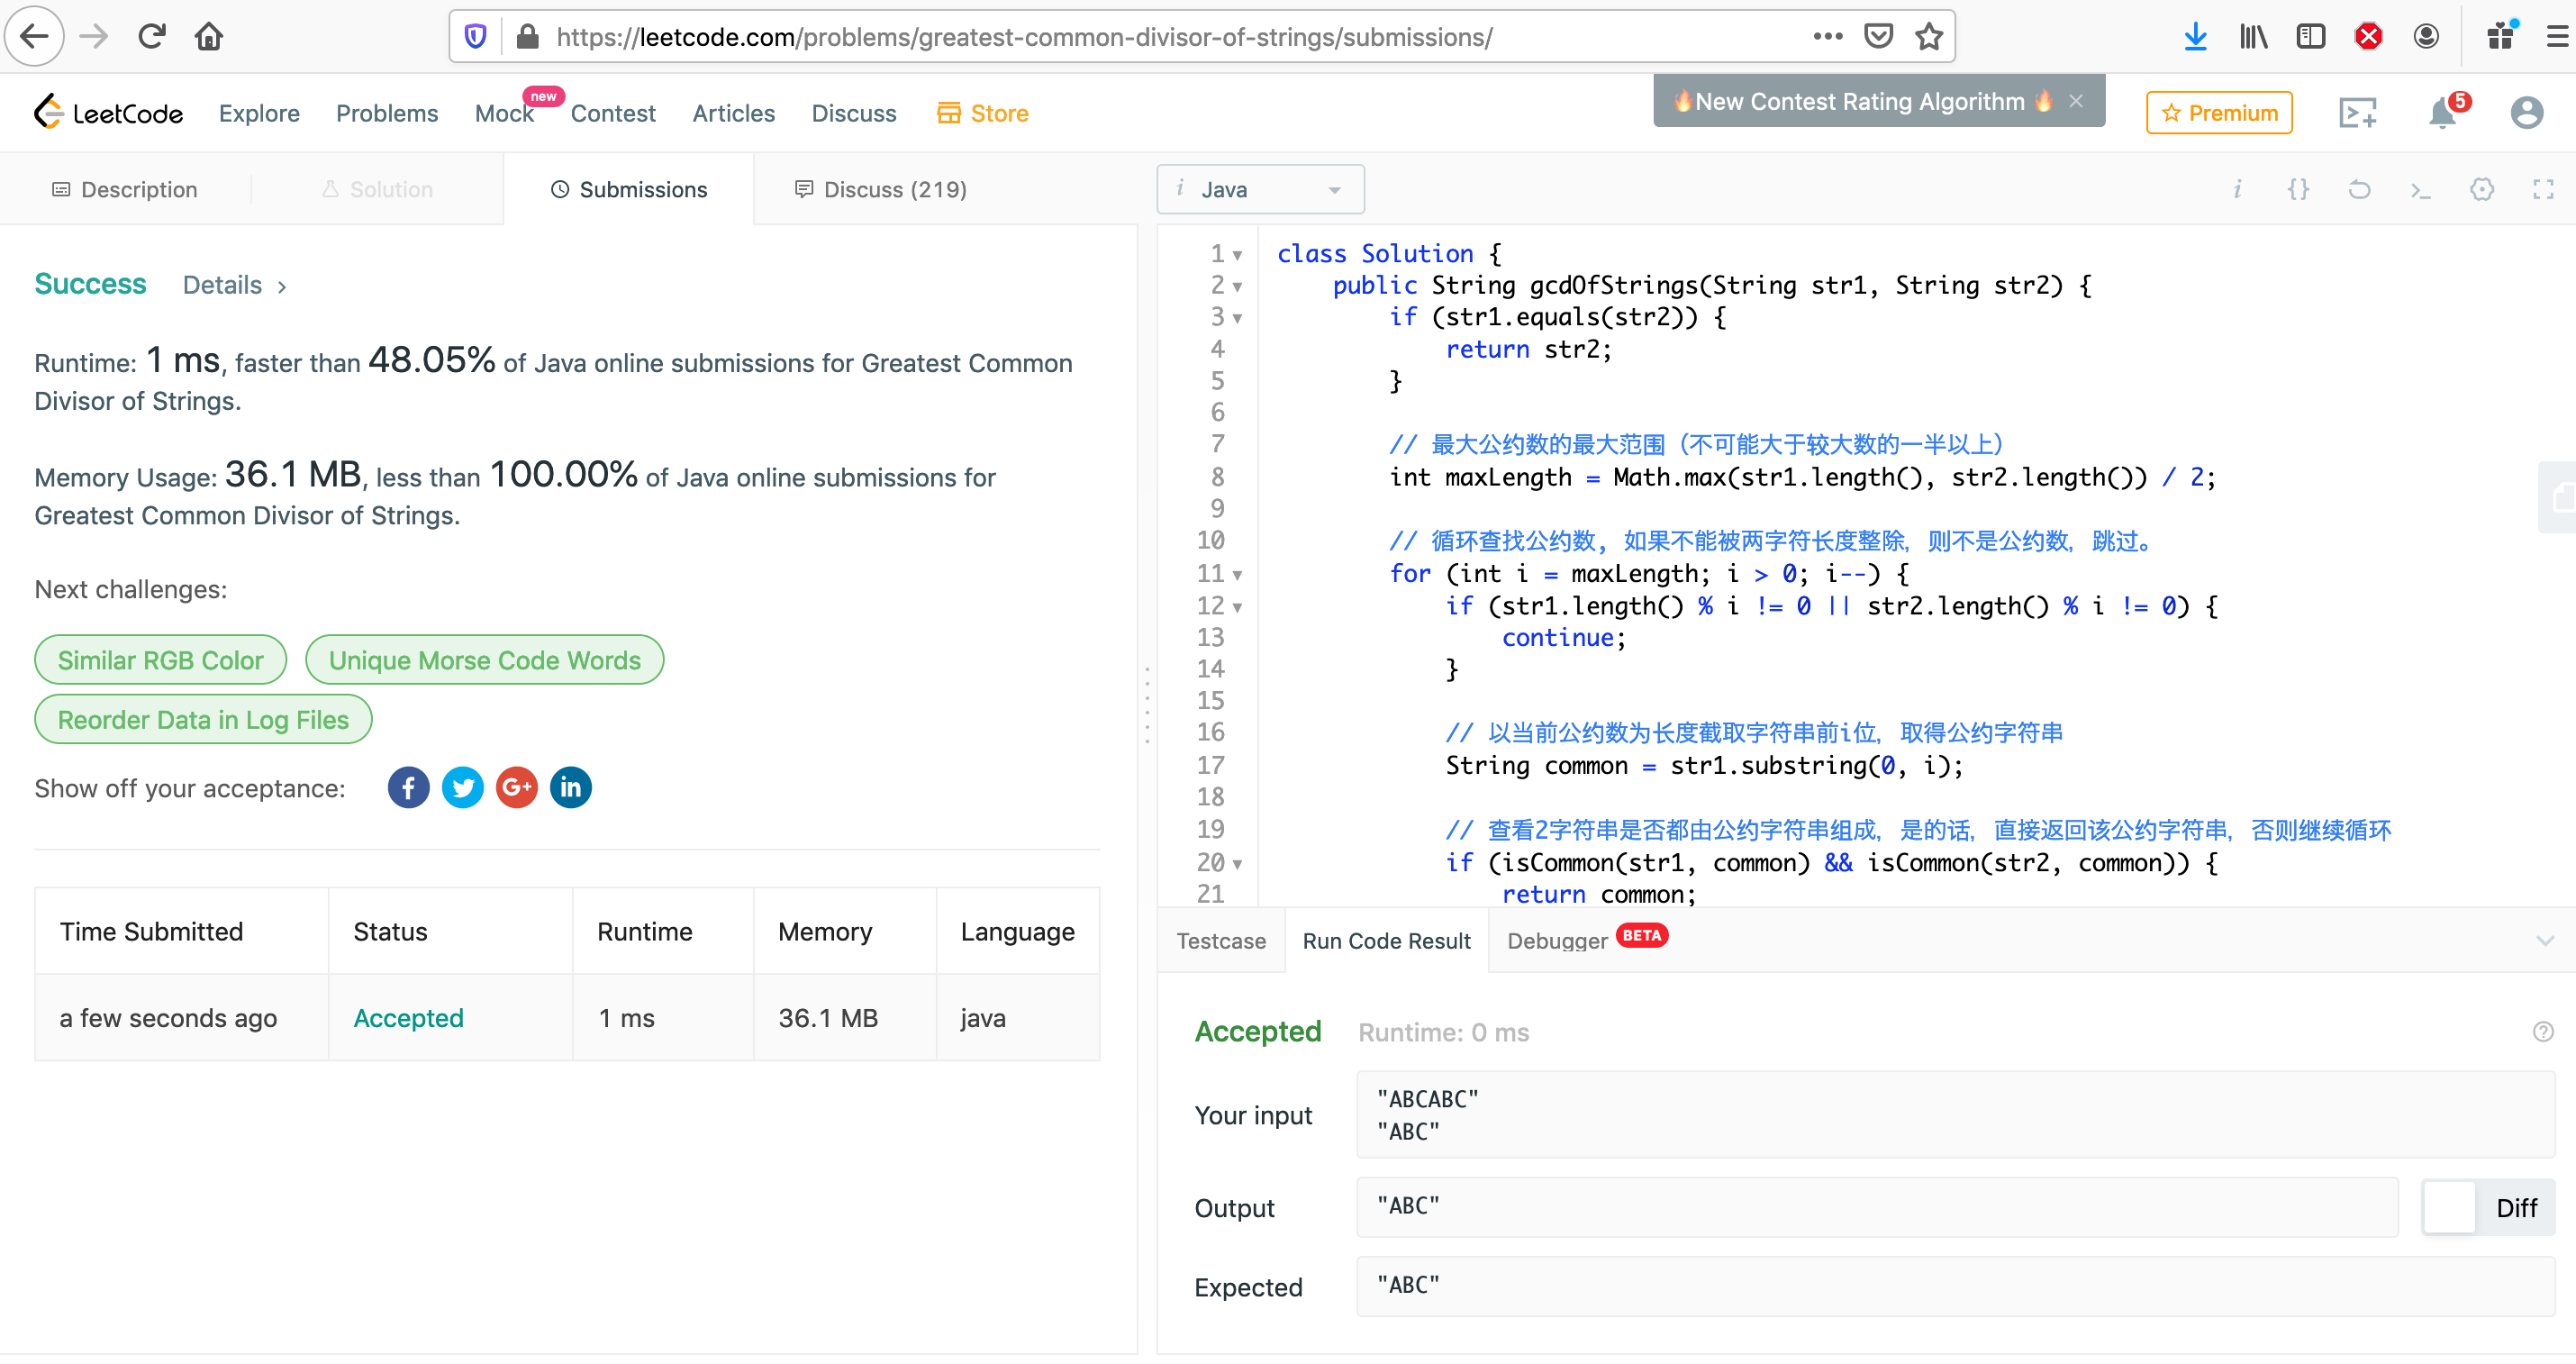 https://leetcode.com/problems/greatest-common-divisor-of-strings/submissions/
LeetCode
Explore
Problems
Mock
new
Contest
Articles
Discuss
Store
🔥New Contest Rating Algorithm 🔥 ×
Premium
5
Description
Solution
Submissions
Discuss (219)
i Java
Success
Details >
Runtime: 1 ms, faster than 48.05% of Java online submissions for Greatest Common
Divisor of Strings.
Memory Usage: 36.1 MB, less than 100.00% of Java online submissions for
Greatest Common Divisor of Strings.
Next challenges:
Similar RGB Color
Unique Morse Code Words
Reorder Data in Log Files
Show off your acceptance:
Time Submitted Status Runtime Memory Language
a few seconds ago Accepted 1 ms 36.1 MB java
1 class Solution {
2 public String gcdOfStrings(String str1, String str2) {
3 if (str1.equals(str2)) {
4 return str2;
5 }
6
7 // 最大公约数的最大范围（不可能大于较大数的一半以上）
8 int maxLength = Math.max(str1.length(), str2.length()) / 2;
9
10 // 循环查找公约数，如果不能被两字符长度整除，则不是公约数，跳过。
11 for (int i = maxLength; i > 0; i--) {
12 if (str1.length() % i != 0 || str2.length() % i != 0) {
13 continue;
14 }
15
16 // 以当前公约数为长度截取字符串前i位，取得公约字符串
17 String common = str1.substring(0, i);
18
19 // 查看2字符串是否都由公约字符串组成，是的话，直接返回该公约字符串，否则继续循环
20 if (isCommon(str1, common) && isCommon(str2, common)) {
21 return common;
Testcase
Run Code Result
Debugger
BETA
Accepted
Runtime: 0 ms
Your input
"ABCABC"
"ABC"
Output
"ABC"
Diff
Expected
"ABC"